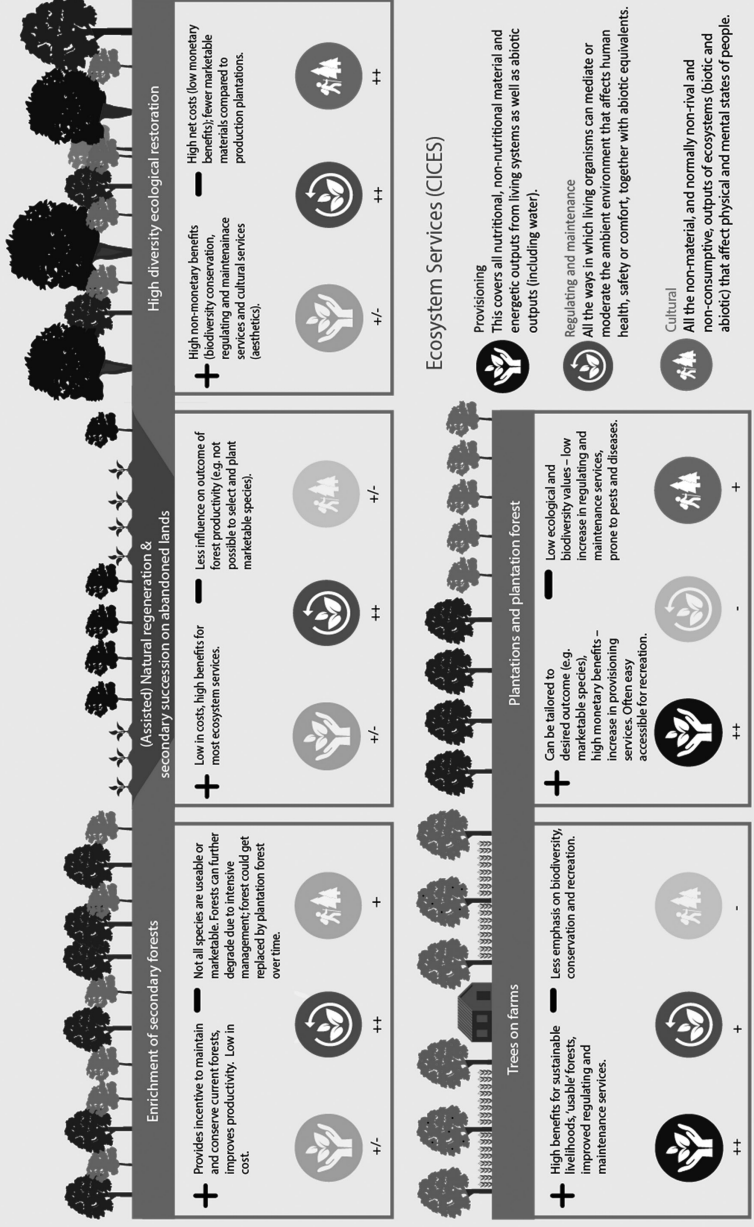 Enrichment of secondary forests
+
Provides incentive to maintain
and conserve current forests,
improves productivity. Low in
cost.
–
Not all species are useable or
marketable. Forests can further
degrade due to intensive
management; forest could get
replaced by plantation forest
over time.
+/-
++
+
(Assisted) Natural regeneration &
secondary succession on abandoned lands
+
Low in costs, high benefits for
most ecosystem services.
–
Less influence on outcome of
forest productivity (e.g. not
possible to select and plant
marketable species).
+/-
++
+/-
High diversity ecological restoration
+
High non-monetary benefits
(biodiversity conservation,
regulating and maintenainace
services and cultural services
(aesthetics).
–
High net costs (low monetary
benefits); fewer marketable
materials compared to
production plantations.
+/-
++
++
Trees on farms
+
High benefits for sustainable
livelihoods, 'usable' forests,
improved regulating and
maintenance services.
–
Less emphasis on biodiversity,
conservation and recreation.
++
+
-
Plantations and plantation forest
+
Can be tailored to
desired outcome (e.g.
marketable species),
high monetary benefits –
increase in provisioning
services. Often easy
accessible for recreation.
–
Low ecological and
biodiversity values – low
increase in regulating and
maintenance services,
prone to pests and diseases.
++
-
+
Ecosystem Services (CICES)
Provisioning
This covers all nutritional, non-nutritional material and
energetic outputs from living systems as well as abiotic
outputs (including water).
Regulating and maintenance
All the ways in which living organisms can mediate or
moderate the ambient environment that affects human
health, safety or comfort, together with abiotic equivalents.
Cultural
All the non-material, and normally non-rival and
non-consumptive, outputs of ecosystems (biotic and
abiotic) that affect physical and mental states of people.